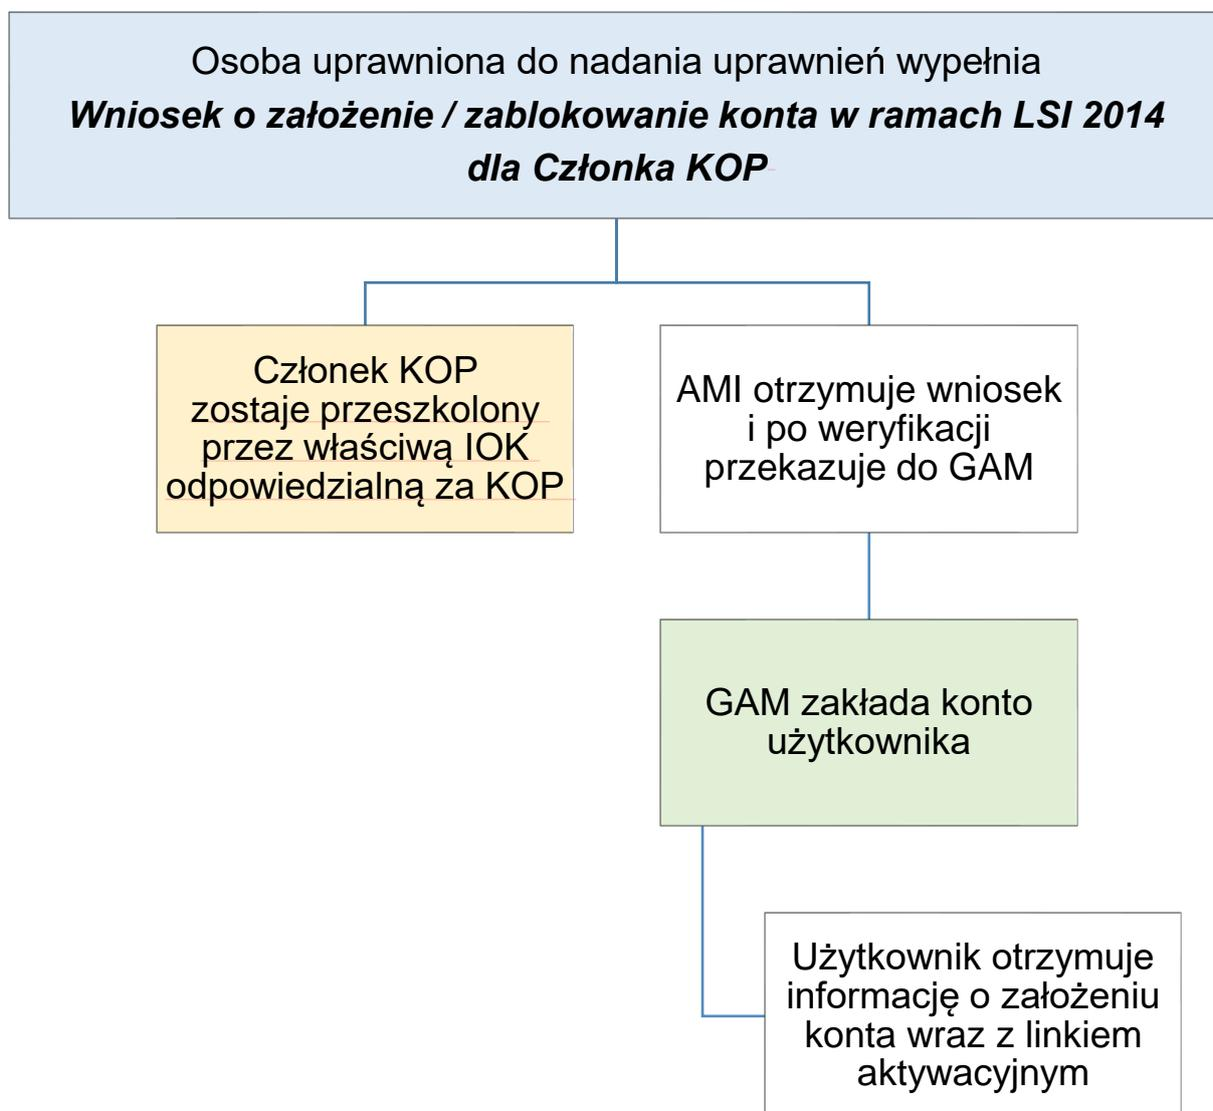 Osoba uprawniona do nadania uprawnień wypełnia
Wniosek o założenie / zablokowanie konta w ramach LSI 2014
dla Członka KOP
Członek KOP
zostaje przeszkolony
przez właściwą IOK
odpowiedzialną za KOP
AMI otrzymuje wniosek
i po weryfikacji
przekazuje do GAM
GAM zakłada konto
użytkownika
Użytkownik otrzymuje
informację o założeniu
konta wraz z linkiem
aktywacyjnym